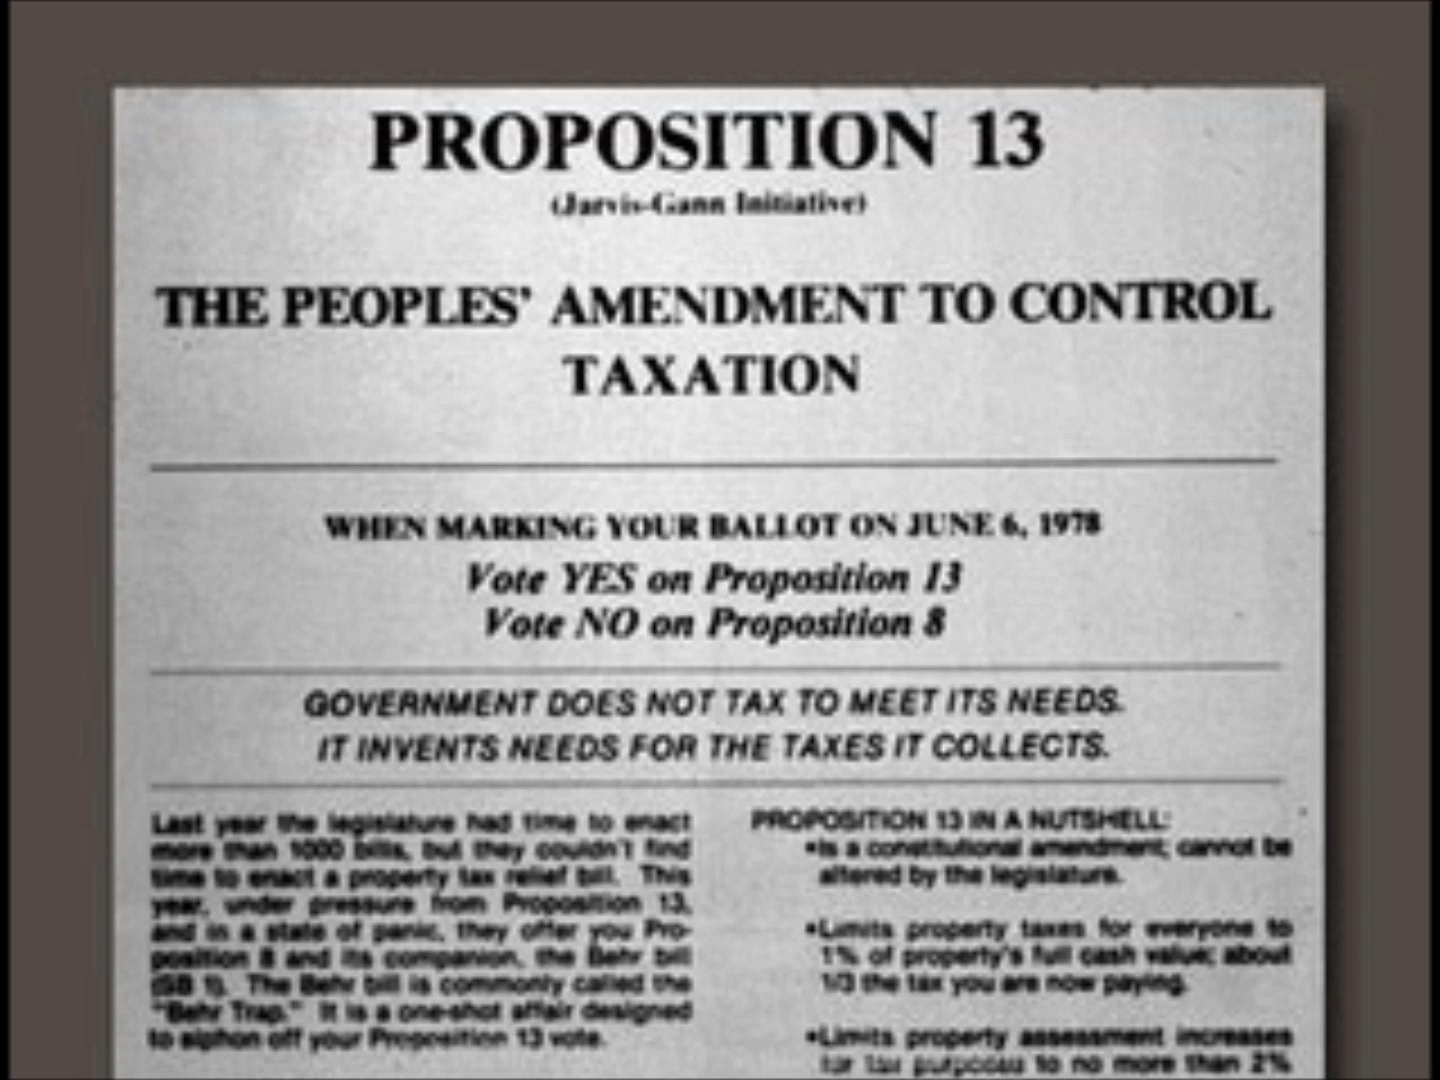 PROPOSITION 13
(Jarvis-Gann Initiative)
THE PEOPLES' AMENDMENT TO CONTROL
TAXATION
WHEN MARKING YOUR BALLOT ON JUNE 6, 1978
Vote YES on Proposition 13
Vote NO on Proposition 8
GOVERNMENT DOES NOT TAX TO MEET ITS NEEDS.
IT INVENTS NEEDS FOR THE TAXES IT COLLECTS.
Last year the legislature had time to enact
more than 1000 bills, but they couldn't find
time to enact a property tax relief bill. This
year, under pressure from Proposition 13,
and in a state of panic, they offer you Pro-
position 8 and its companion, the Behr bill
(SB 1). The Behr bill is commonly called the
"Behr Trap." It is a one-shot affair designed
to siphon off your Proposition 13 vote.
PROPOSITION 13 IN A NUTSHELL:
•Is a constitutional amendment; cannot be
altered by the legislature.
•Limits property taxes for everyone to
1% of property's full cash value; about
1/3 the tax you are now paying.
•Limits property assessment increases
for tax purposes to no more than 2%